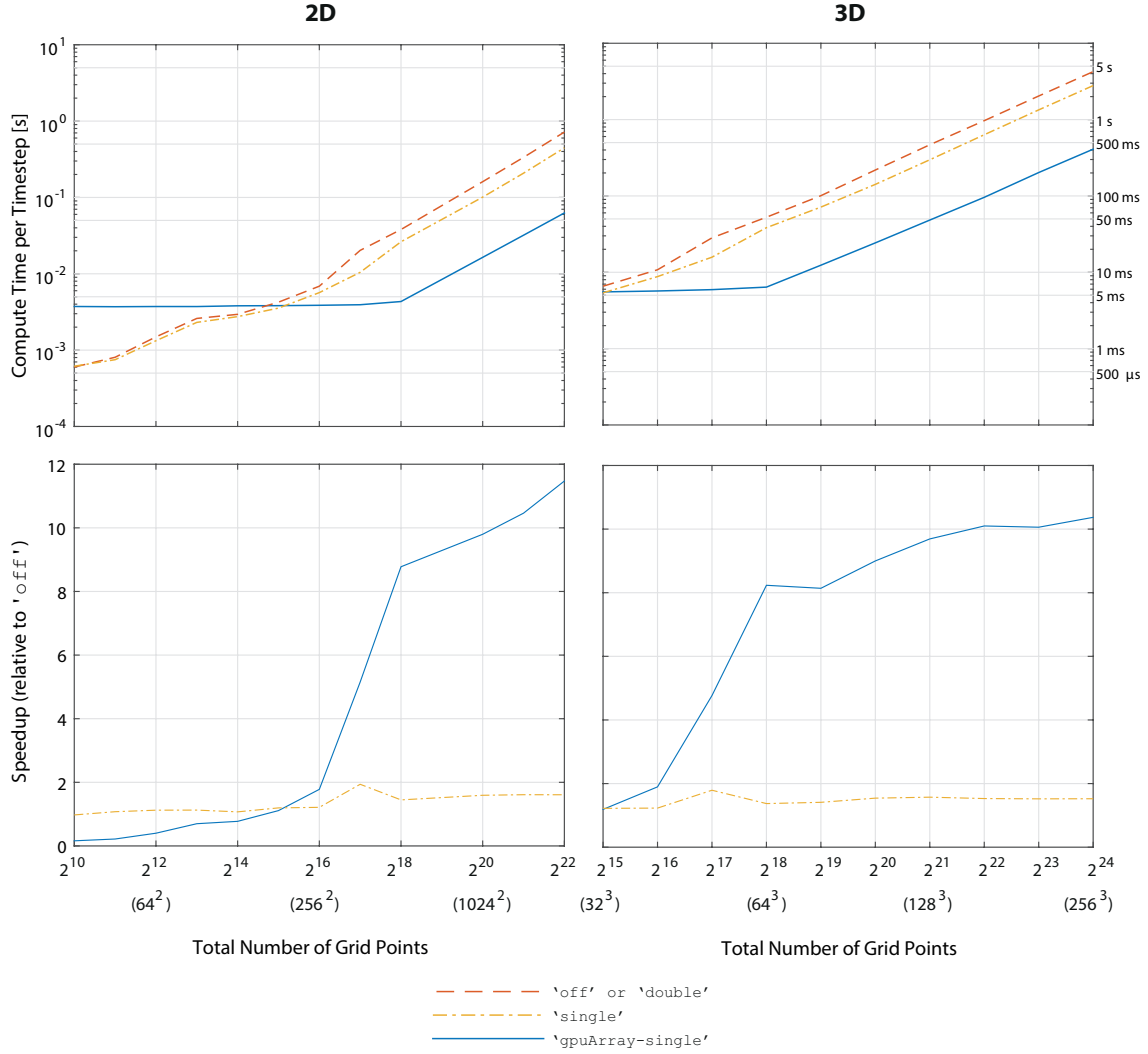 2D
3D
Compute Time per Timestep [s]
10^1
10^0
10^-1
10^-2
10^-3
10^-4
5 s
1 s
500 ms
100 ms
50 ms
10 ms
5 ms
1 ms
500 µs
Speedup (relative to 'off')
12
10
8
6
4
2
0
2^10 2^12 2^14 2^16 2^18 2^20 2^22
(64^2) (256^2) (1024^2)
Total Number of Grid Points
2^15 2^16 2^17 2^18 2^19 2^20 2^21 2^22 2^23 2^24
(32^3) (64^3) (128^3) (256^3)
Total Number of Grid Points
‘off’ or ‘double’
‘single’
‘gpuArray-single’